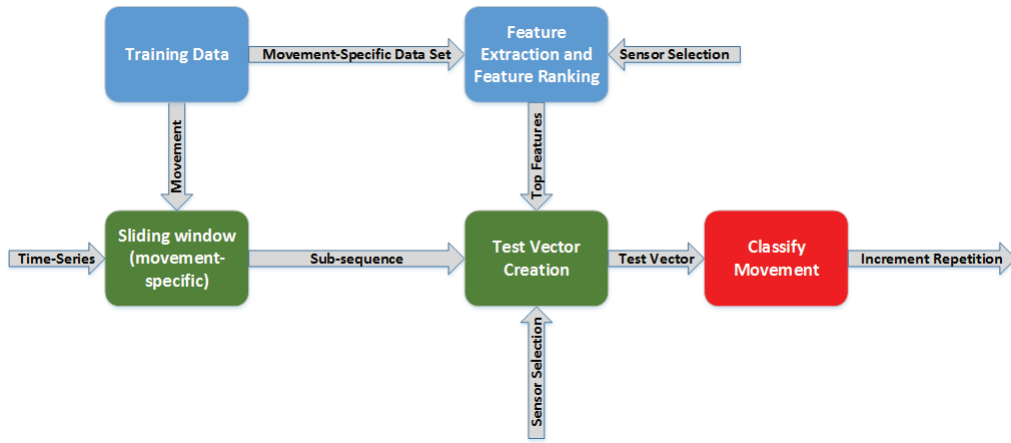 Training Data
Movement-Specific Data Set
Feature
Extraction and
Feature Ranking
Sensor Selection
Movement
Top Features
Time-Series
Sliding window
(movement-
specific)
Sub-sequence
Test Vector
Creation
Test Vector
Classify
Movement
Increment Repetition
Sensor Selection